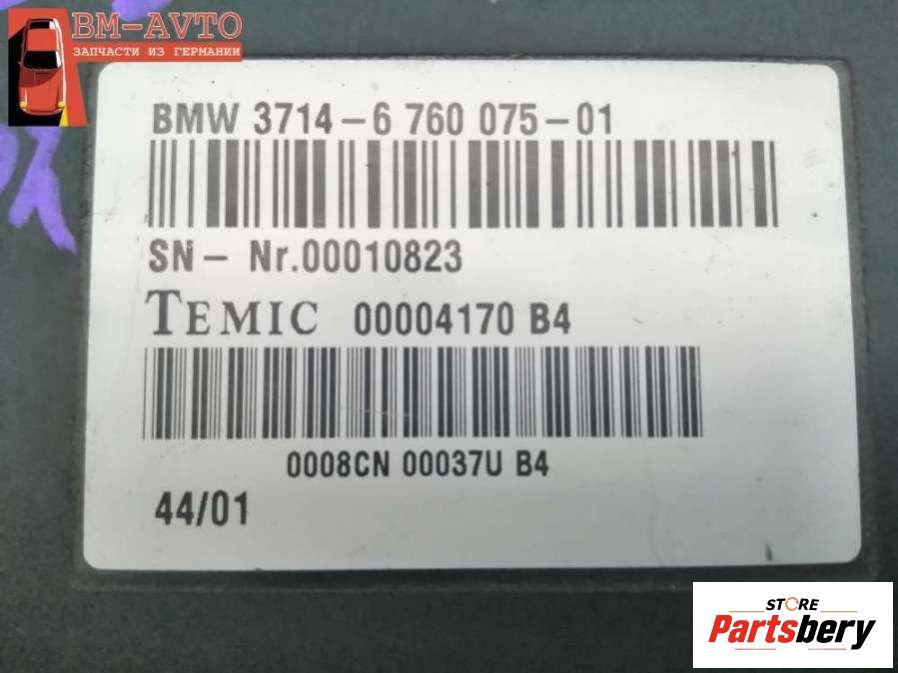 BM-AVTO
ЗАПЧАСТИ ИЗ ГЕРМАНИИ
BMW 3714-6 760 075-01
SN- Nr.00010823
TEMIC 00004170 B4
0008CN 00037U B4
44/01
STORE
Partsbery